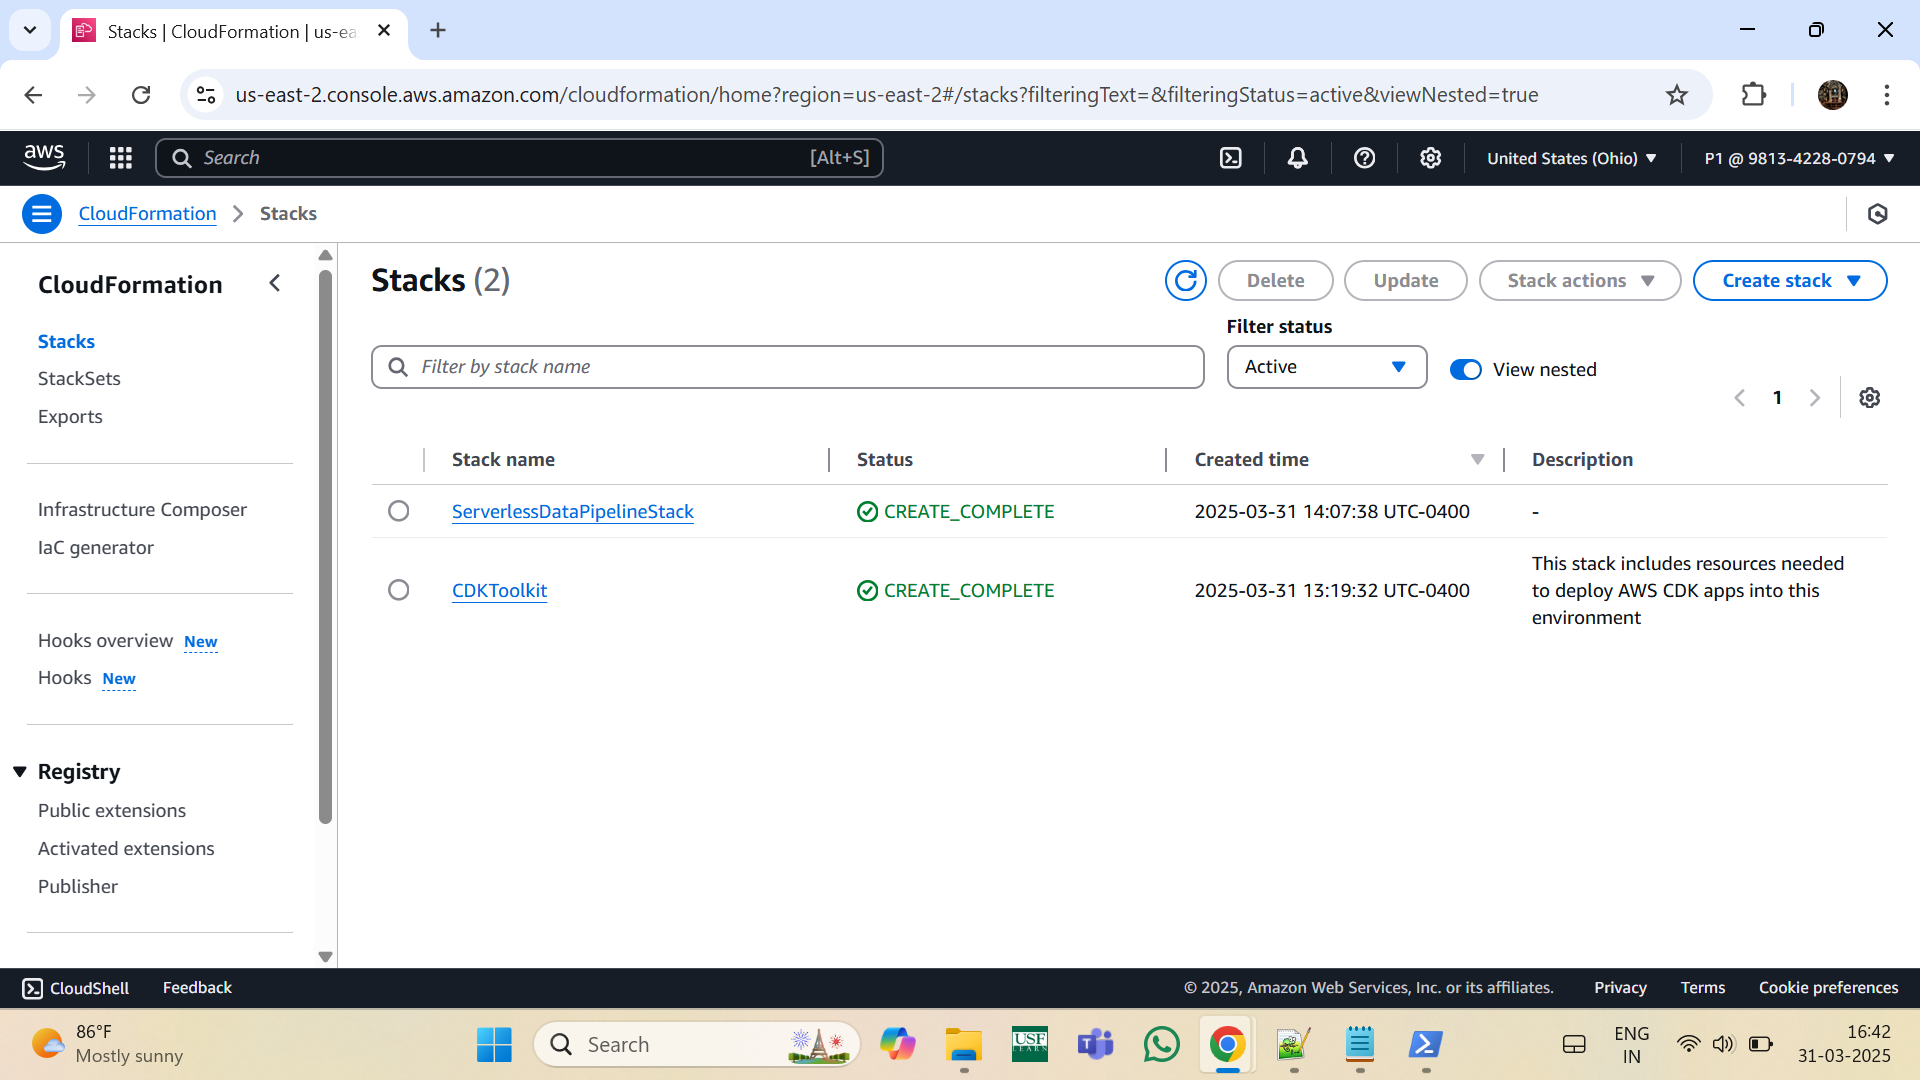 Stacks | CloudFormation | us-ea
us-east-2.console.aws.amazon.com/cloudformation/home?region=us-east-2#/stacks?filteringText=&filteringStatus=active&viewNested=true
aws
Search
[Alt+S]
United States (Ohio)
P1 @ 9813-4228-0794
CloudFormation
Stacks
CloudFormation
Stacks
StackSets
Exports
Infrastructure Composer
IaC generator
Hooks overview New
Hooks New
Registry
Public extensions
Activated extensions
Publisher
Stacks (2)
Delete
Update
Stack actions
Create stack
Filter by stack name
Filter status
Active
View nested
1
Stack name
Status
Created time
Description
ServerlessDataPipelineStack
CREATE_COMPLETE
2025-03-31 14:07:38 UTC-0400
-
CDKToolkit
CREATE_COMPLETE
2025-03-31 13:19:32 UTC-0400
This stack includes resources needed
to deploy AWS CDK apps into this
environment
CloudShell
Feedback
© 2025, Amazon Web Services, Inc. or its affiliates.
Privacy
Terms
Cookie preferences
86°F
Mostly sunny
Search
USF
LEARN
ENG
IN
16:42
31-03-2025